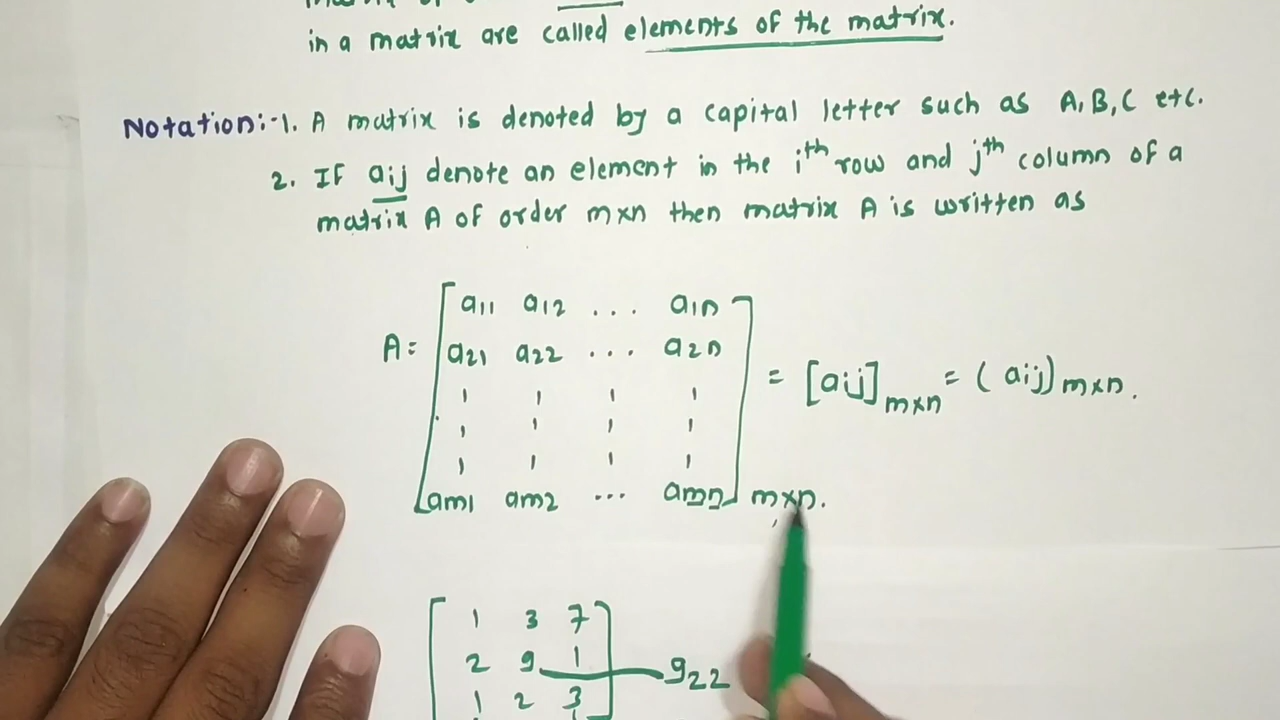 in a matrix are called elements of the matrix.
Notation:-1. A matrix is denoted by a capital letter such as A, B, C etc.
2. If aij denote an element in the ith row and jth column of a
matrix A of order m×n then matrix A is written as
a11 a12 ... a1n
A= a21 a22 ... a2n = [aij]m×n = (aij)m×n.
am1 am2 ... amn m×n.
1 3 7
2 9 1 922
1 2 3